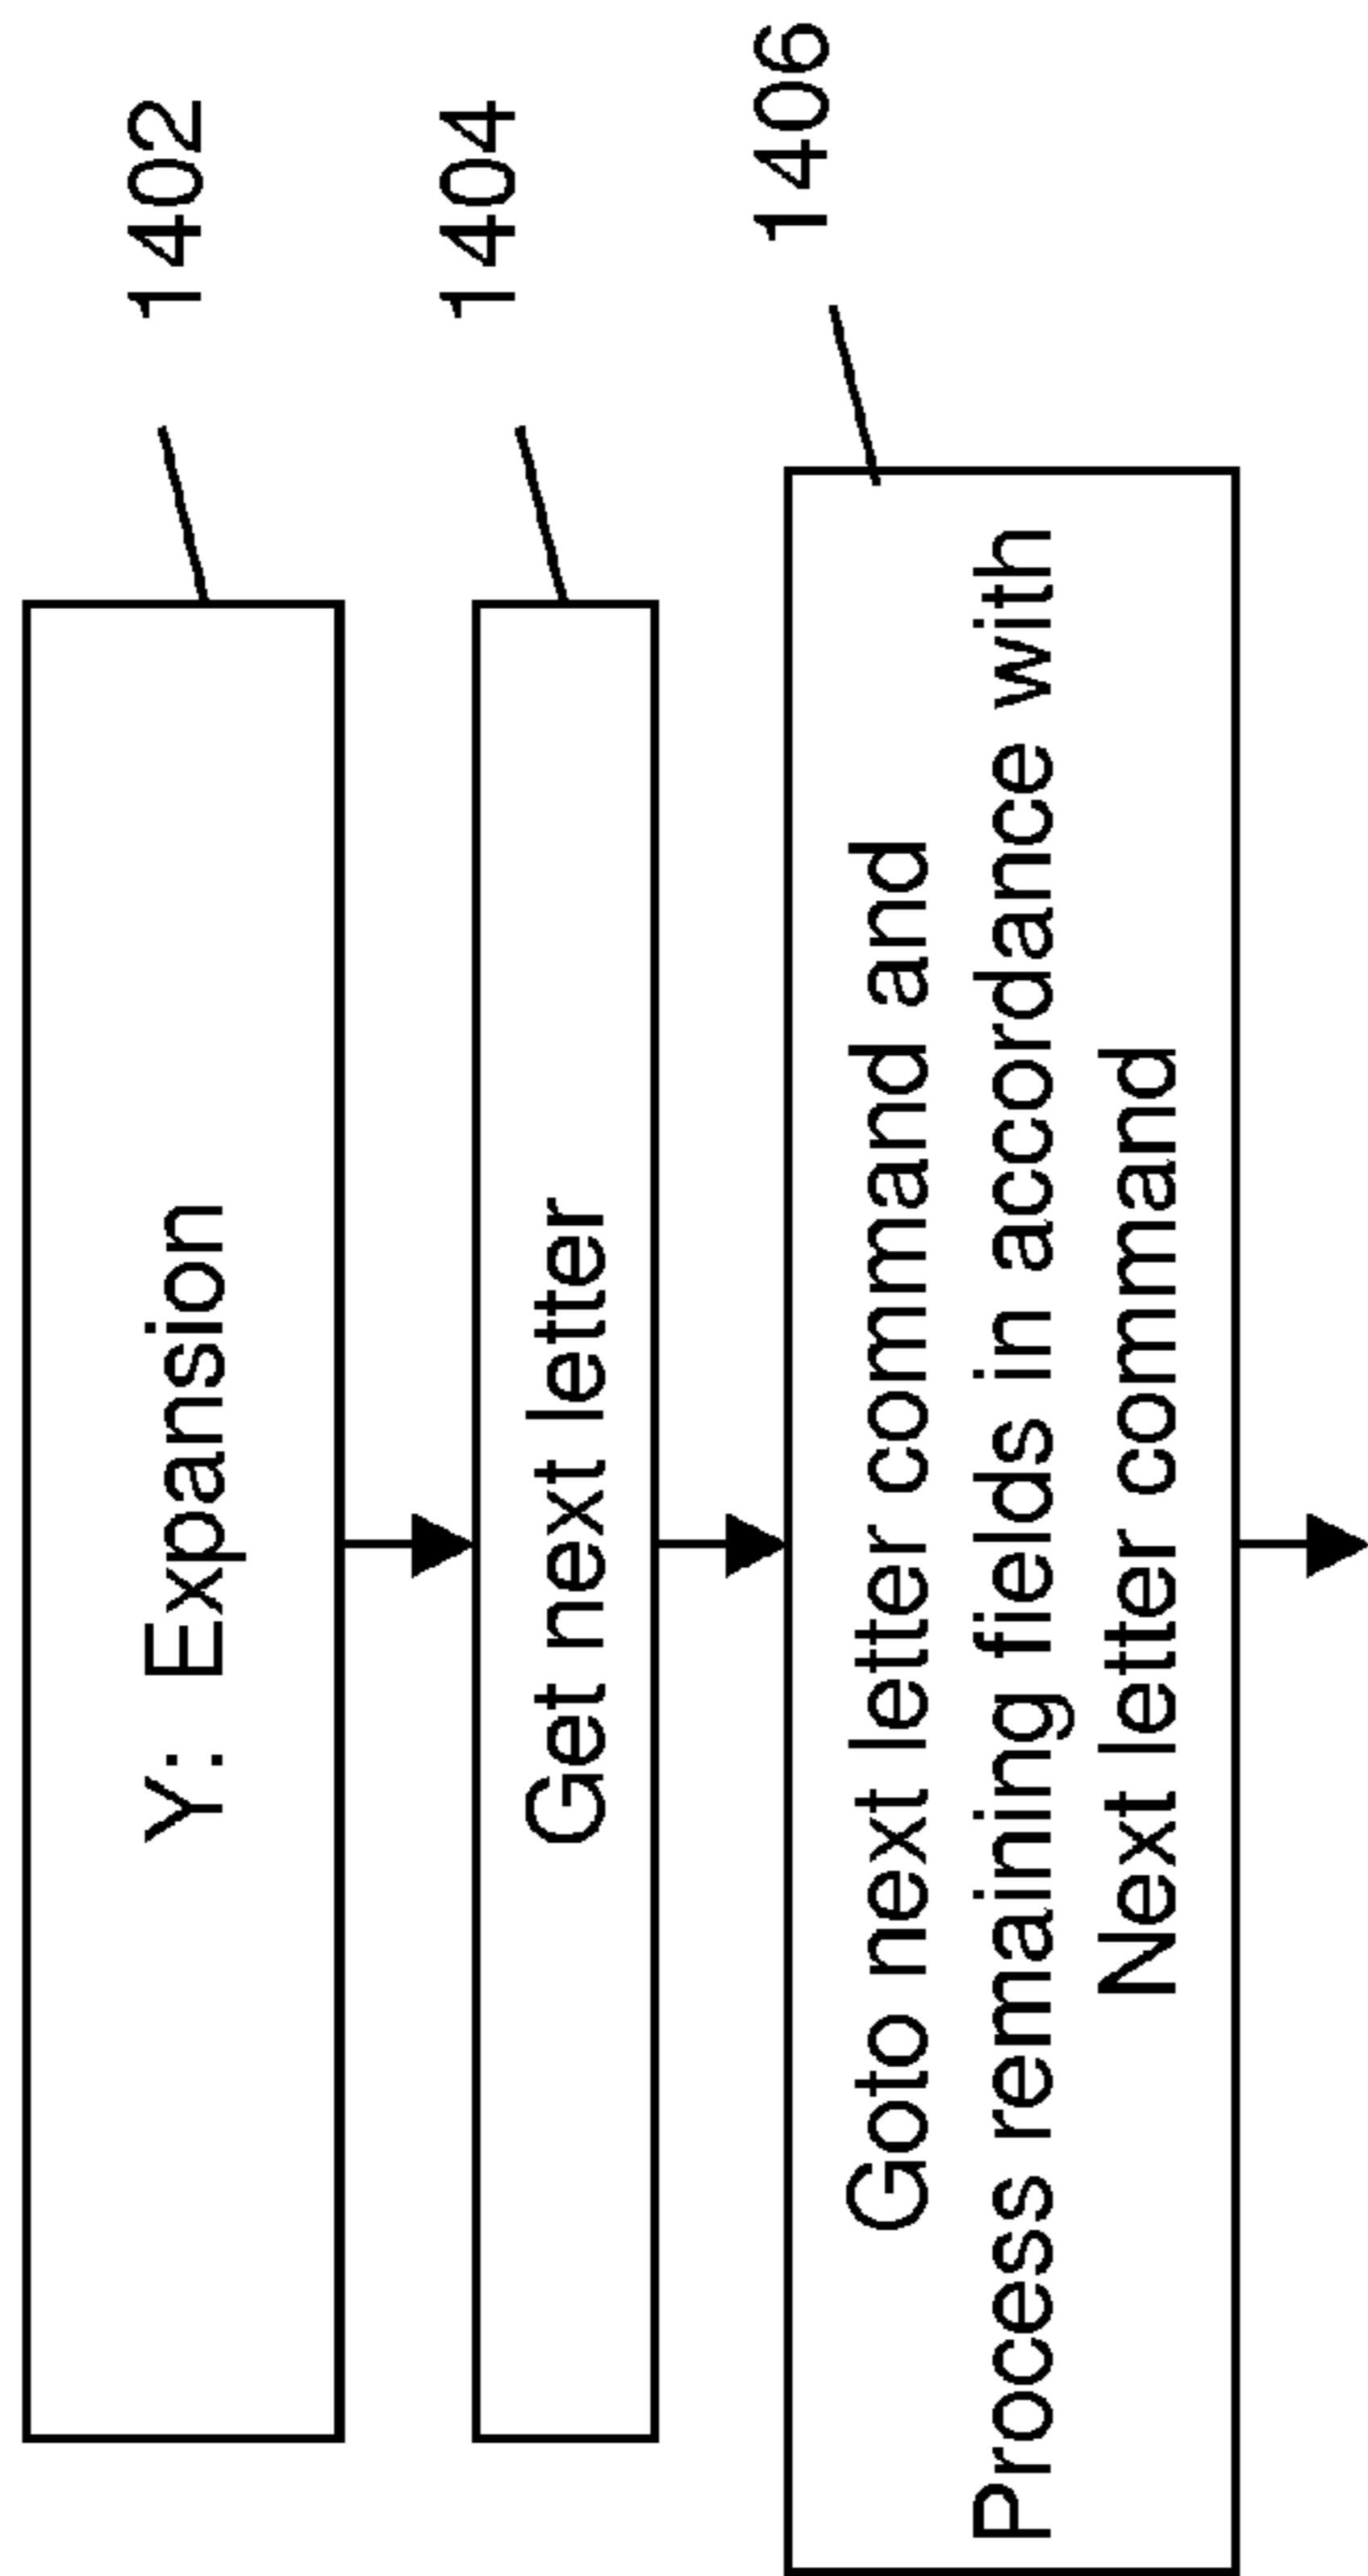 Y: Expansion
1402
Get next letter
1404
Goto next letter command and
Process remaining fields in accordance with
Next letter command
1406